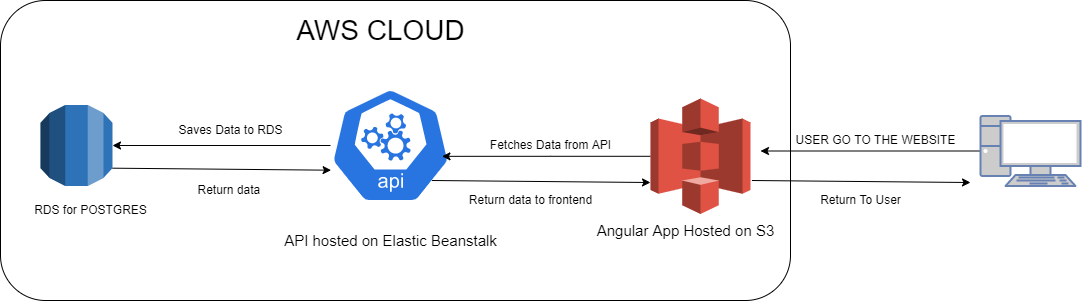 AWS CLOUD
Saves Data to RDS
Fetches Data from API
USER GO TO THE WEBSITE
api
Return data
Return data to frontend
Return To User
RDS for POSTGRES
API hosted on Elastic Beanstalk
Angular App Hosted on S3